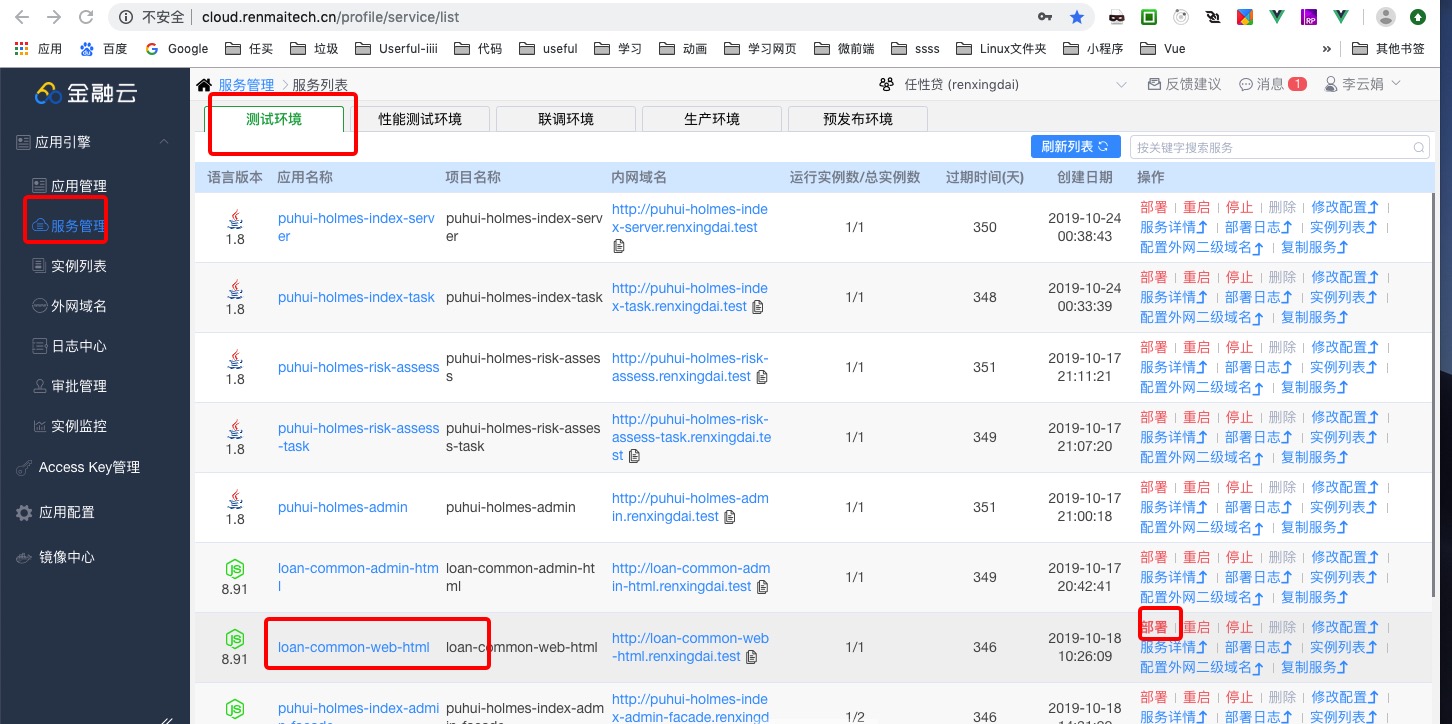 不安全 | cloud.renmaitech.cn/profile/service/list
应用 百度 Google 任买 垃圾 Userful-iiii 代码 useful 学习 动画 学习网页 微前端 ssss Linux文件夹 小程序 Vue » 其他书签
金融云
服务管理 > 服务列表 任性贷 (renxingdai) 反馈建议 消息 1 李云娟
应用引擎
应用管理
服务管理
实例列表
外网域名
日志中心
审批管理
实例监控
Access Key管理
应用配置
镜像中心
测试环境 性能测试环境 联调环境 生产环境 预发布环境
刷新列表 按关键字搜索服务
语言版本 应用名称 项目名称 内网域名 运行实例数/总实例数 过期时间(天) 创建日期 操作
1.8
puhui-holmes-index-serv
er
puhui-holmes-index-serv
er
http://puhui-holmes-inde
x-server.renxingdai.test
1/1
350
2019-10-24
00:38:43
部署 | 重启 | 停止 | 删除 | 修改配置 |
服务详情 | 部署日志 | 实例列表 |
配置外网二级域名 | 复制服务
1.8
puhui-holmes-index-task
puhui-holmes-index-task
http://puhui-holmes-inde
x-task.renxingdai.test
1/1
348
2019-10-24
00:33:39
部署 | 重启 | 停止 | 删除 | 修改配置 |
服务详情 | 部署日志 | 实例列表 |
配置外网二级域名 | 复制服务
1.8
puhui-holmes-risk-assess
puhui-holmes-risk-asses
s
http://puhui-holmes-risk-
assess.renxingdai.test
1/1
351
2019-10-17
21:11:21
部署 | 重启 | 停止 | 删除 | 修改配置 |
服务详情 | 部署日志 | 实例列表 |
配置外网二级域名 | 复制服务
1.8
puhui-holmes-risk-assess
-task
puhui-holmes-risk-asses
s-task
http://puhui-holmes-risk-
assess-task.renxingdai.te
st
1/1
349
2019-10-17
21:07:20
部署 | 重启 | 停止 | 删除 | 修改配置 |
服务详情 | 部署日志 | 实例列表 |
配置外网二级域名 | 复制服务
1.8
puhui-holmes-admin
puhui-holmes-admin
http://puhui-holmes-adm
in.renxingdai.test
1/1
351
2019-10-17
21:00:18
部署 | 重启 | 停止 | 删除 | 修改配置 |
服务详情 | 部署日志 | 实例列表 |
配置外网二级域名 | 复制服务
8.91
loan-common-admin-htm
l
loan-common-admin-ht
ml
http://loan-common-adm
in-html.renxingdai.test
1/1
349
2019-10-17
20:42:41
部署 | 重启 | 停止 | 删除 | 修改配置 |
服务详情 | 部署日志 | 实例列表 |
配置外网二级域名 | 复制服务
8.91
loan-common-web-html
loan-common-web-html
http://loan-common-web
-html.renxingdai.test
1/1
346
2019-10-18
10:26:09
部署 | 重启 | 停止 | 删除 | 修改配置 |
服务详情 | 部署日志 | 实例列表 |
配置外网二级域名 | 复制服务
puhui-holmes-index-admi
puhui-holmes-index-adm
http://puhui-holmes-inde
x-admin-facade.renxingd
1/2
346
2019-10-18
部署 | 重启 | 停止 | 删除 | 修改配置 |
服务详情 | 部署日志 | 实例列表 |